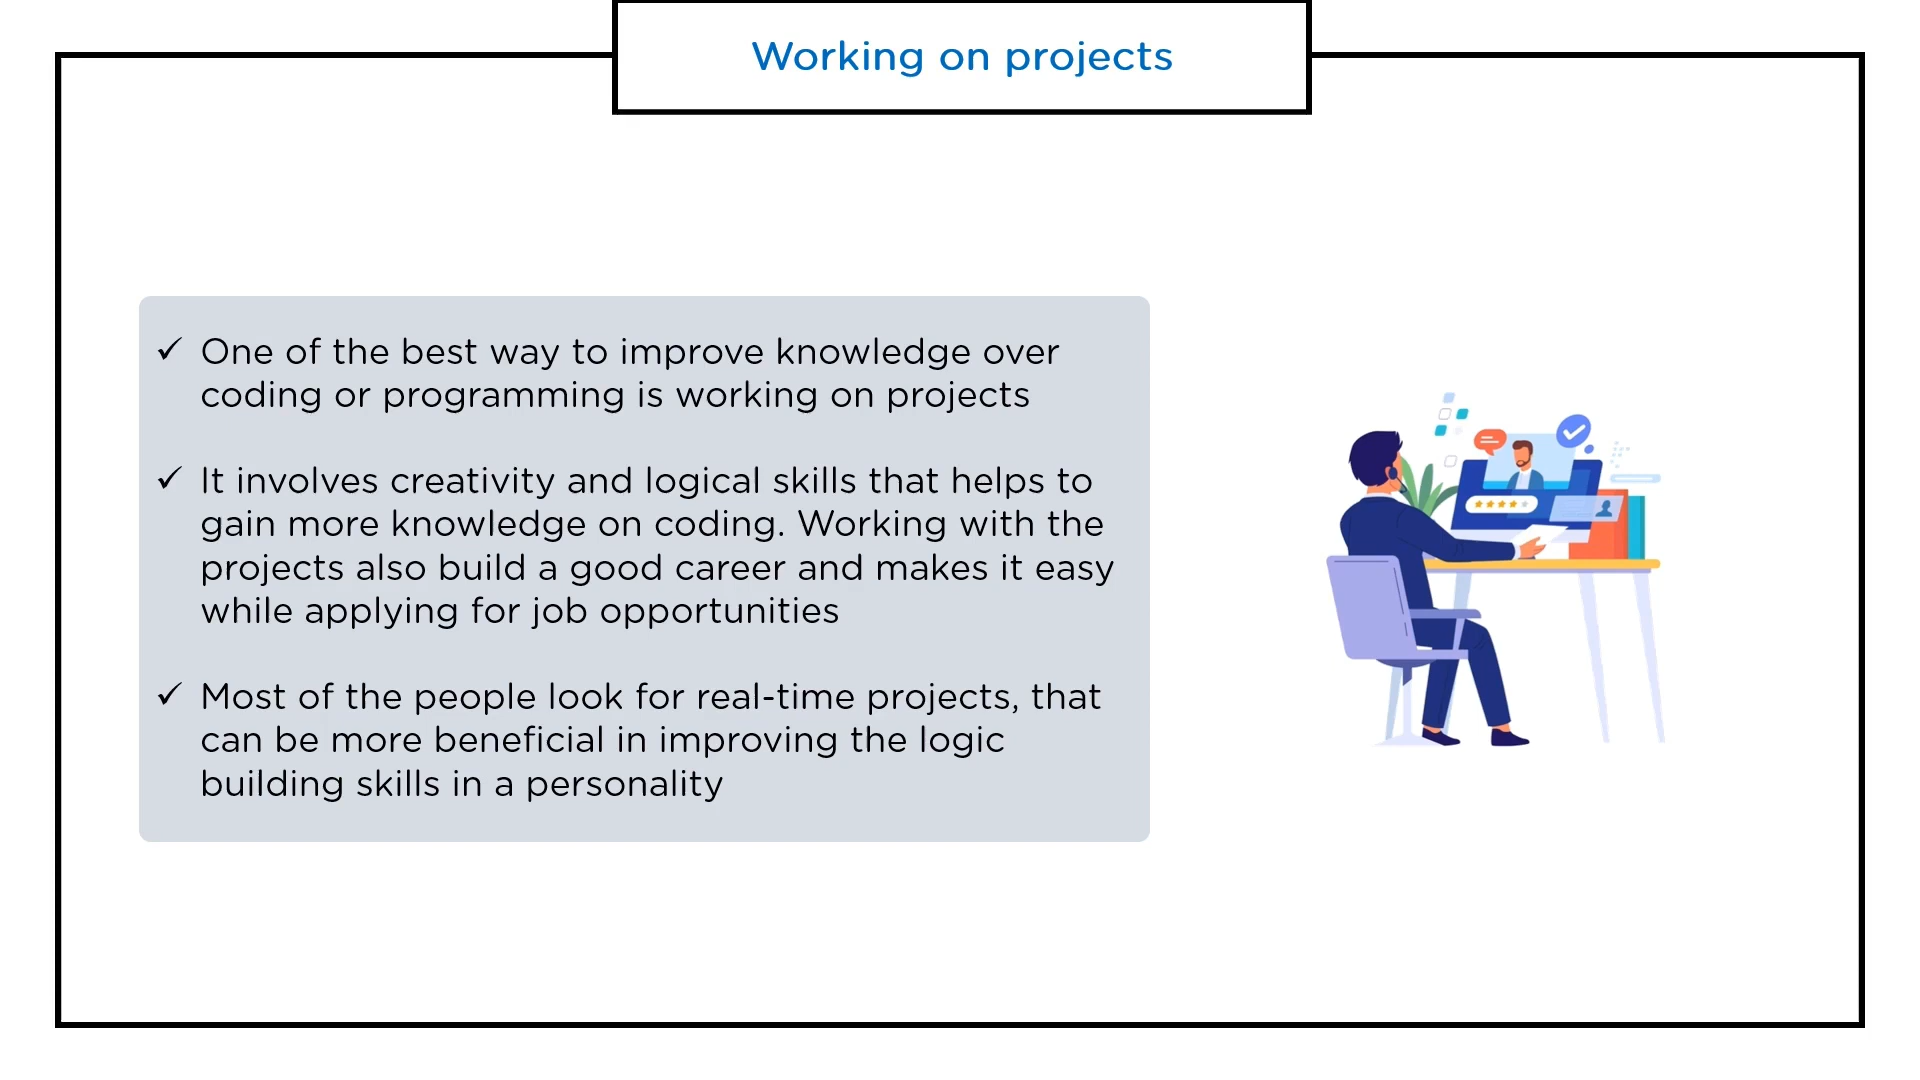 Working on projects
✓ One of the best way to improve knowledge over
coding or programming is working on projects
✓ It involves creativity and logical skills that helps to
gain more knowledge on coding. Working with the
projects also build a good career and makes it easy
while applying for job opportunities
✓ Most of the people look for real-time projects, that
can be more beneficial in improving the logic
building skills in a personality